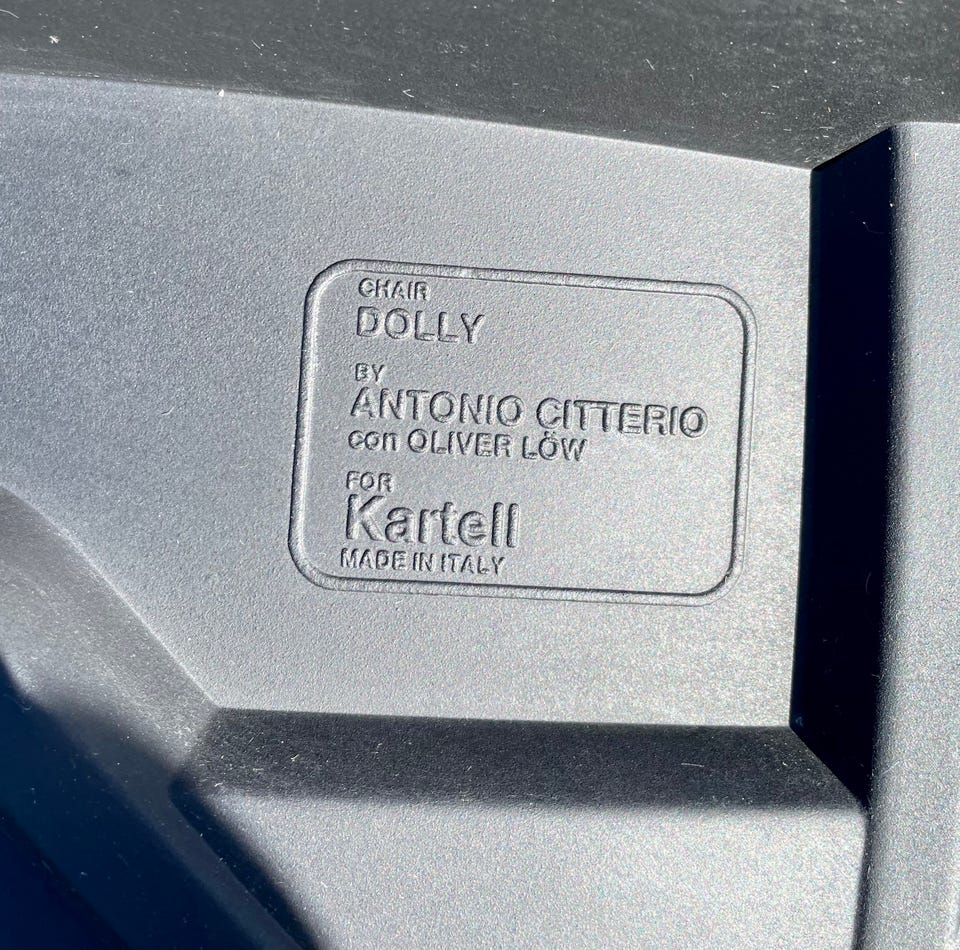 CHAIR
DOLLY
BY
ANTONIO CITTERIO
con OLIVER LÖW
FOR
Kartell
MADE IN ITALY